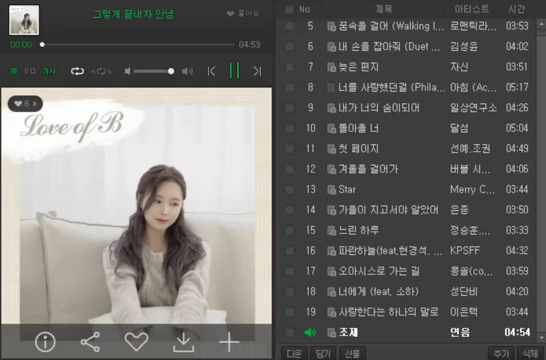 그렇게 끝내자 안녕
좋아요
00:00
04:53
EQ 가사
6
Love of B
No 제목 아티스트 시간
5 꿈속을 걸어 (Walking I... 로맨틱라... 03:53
6 내 손을 잡아줘 (Duet ... 김성윤 04:02
7 늦은 편지 자신 03:51
8 너를 사랑했던걸 (Phila... 아침 (Ac... 05:17
9 내가 너의 숨이되어 일상연구소 04:26
10 돌아올 너 달섬 05:04
11 첫 페이지 선예,조권 04:49
12 겨울을 걸어가 버블 시... 04:06
13 Star Merry C... 03:44
14 가을이 지고서야 알았어 은종 03:50
15 느린 하루 정승훈.... 03:33
16 파란하늘(feat,현경석. ... KPSFF 04:32
17 오아시스로 가는 길 콩쏠(co,... 03:59
18 너에게 (feat, 소하) 성단비 04:20
19 사랑한다는 하나의 말로 이은택 03:44
조제 연음 04:54
다운 담기 선물 추가 삭제